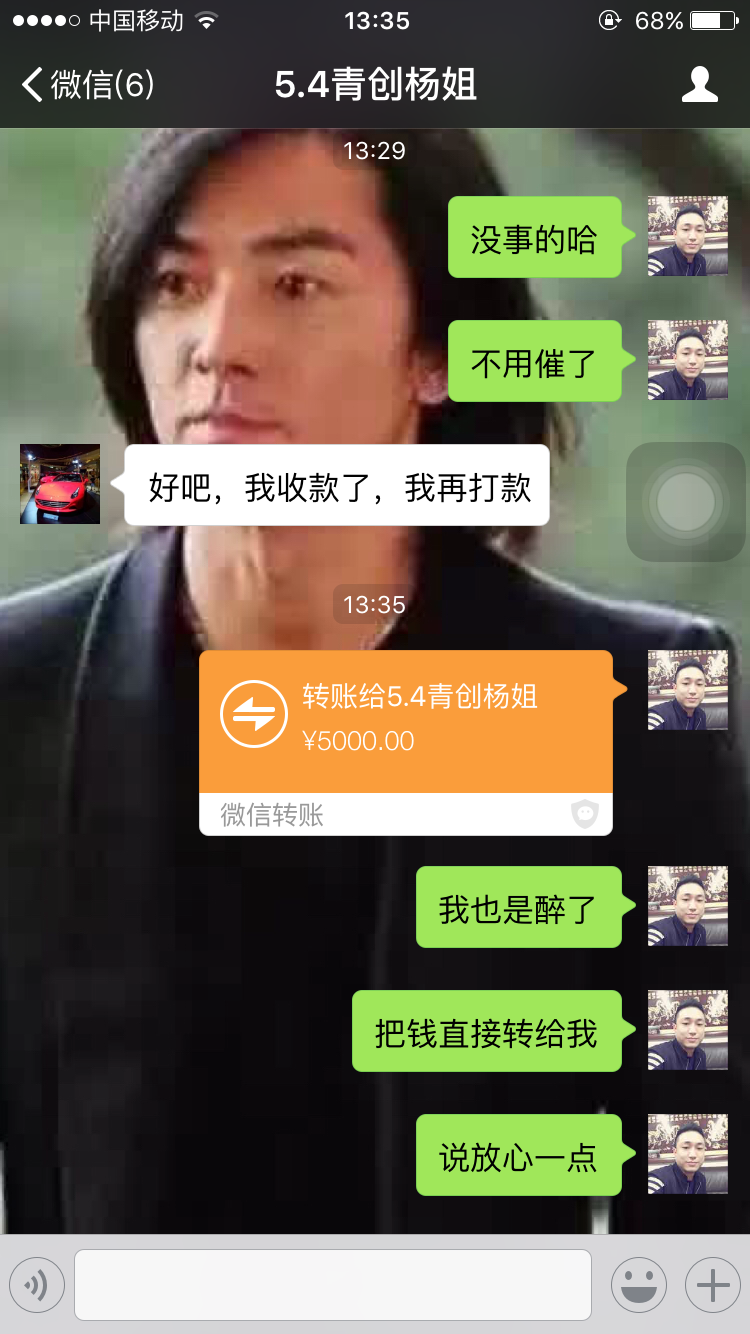 中国移动 13:35 68%
微信(6) 5.4青创杨姐
13:29
没事的哈
不用催了
好吧，我收款了，我再打款
13:35
转账给5.4青创杨姐
¥5000.00
微信转账
我也是醉了
把钱直接转给我
说放心一点